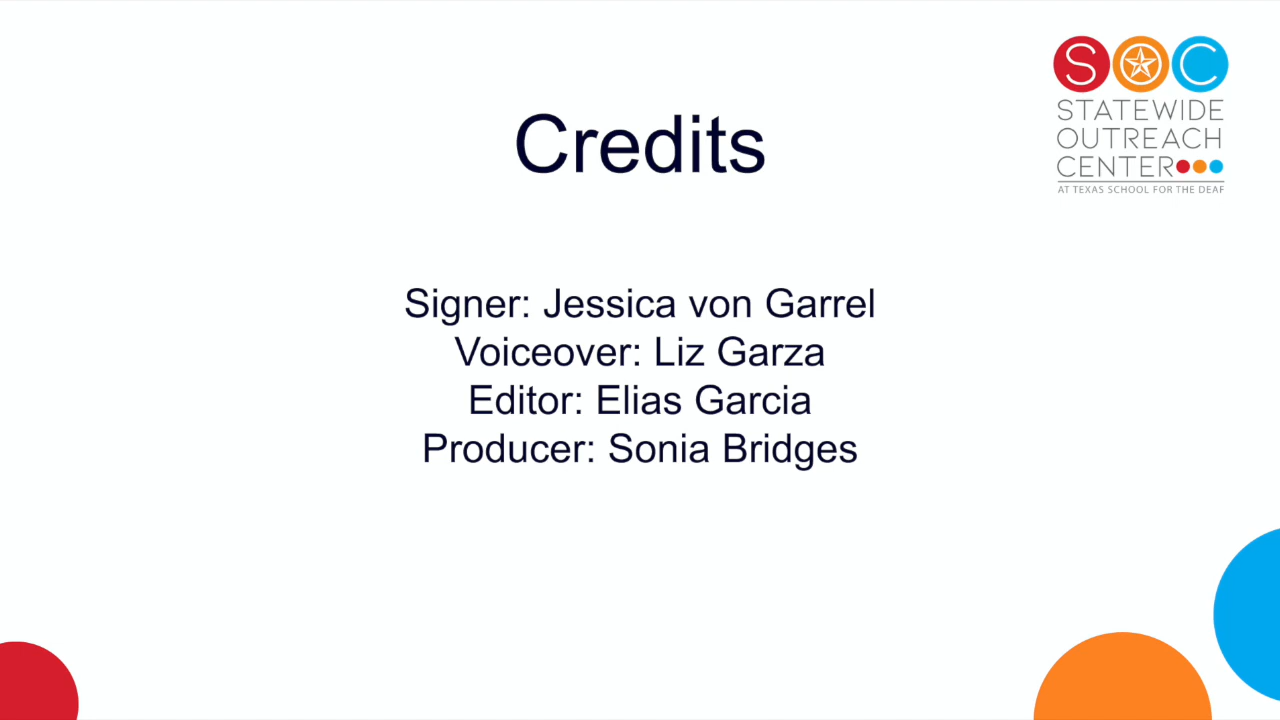 SOC
STATEWIDE
OUTREACH
CENTER
AT TEXAS SCHOOL FOR THE DEAF
Credits
Signer: Jessica von Garrel
Voiceover: Liz Garza
Editor: Elias Garcia
Producer: Sonia Bridges